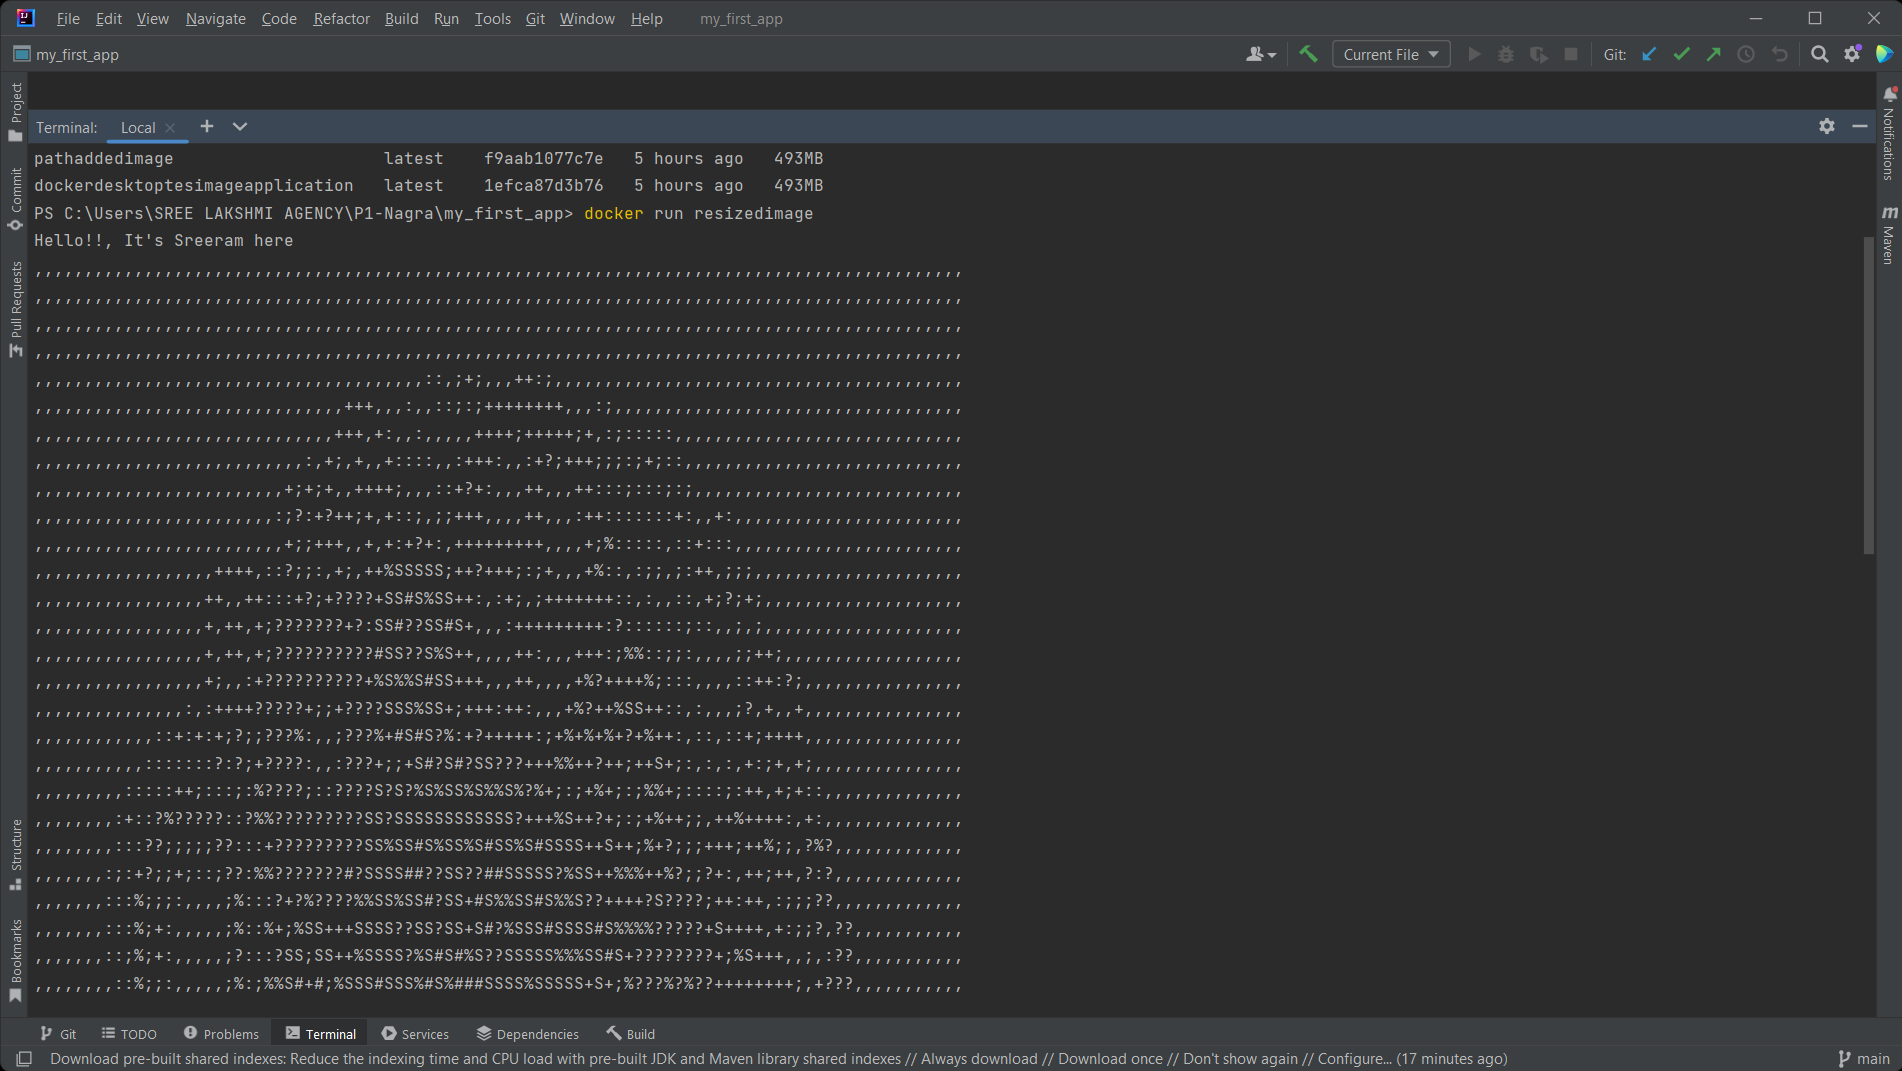 File Edit View Navigate Code Refactor Build Run Tools Git Window Help my_first_app
my_first_app
Current File
Git:
Project
Commit
Pull Requests
Structure
Bookmarks
Notifications
Maven
Terminal: Local
pathaddedimage latest f9aab1077c7e 5 hours ago 493MB
dockerdesktoptesimageapplication latest 1efca87d3b76 5 hours ago 493MB
PS C:\Users\SREE LAKSHMI AGENCY\P1-Nagra\my_first_app> docker run resizedimage
Hello!!, It's Sreeram here
Git TODO Problems Terminal Services Dependencies Build
Download pre-built shared indexes: Reduce the indexing time and CPU load with pre-built JDK and Maven library shared indexes // Always download // Download once // Don't show again // Configure... (17 minutes ago)
main